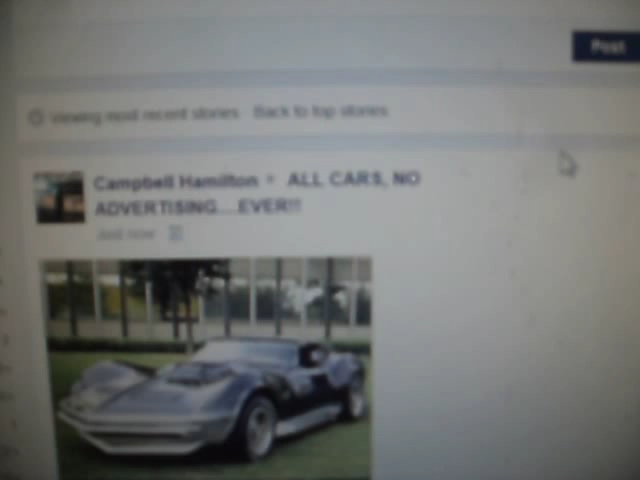 Post
Viewing most recent stories · Back to top stories
Campbell Hamilton ▸ ALL CARS, NO
ADVERTISING....EVER!!!
Just now